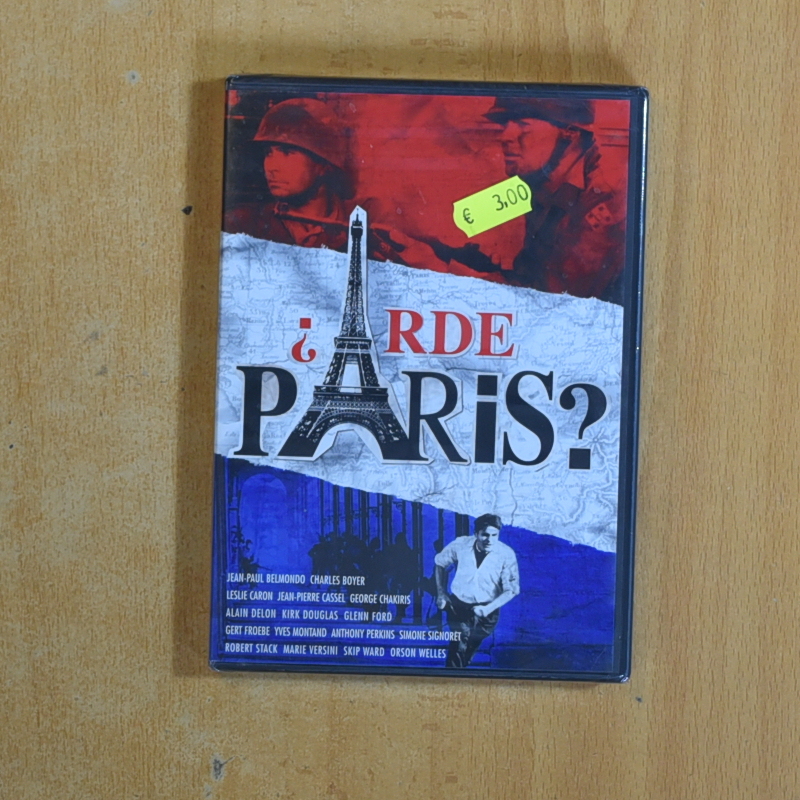 € 3,00
¿ARDE
PARiS?
JEAN-PAUL BELMONDO CHARLES BOYER
LESLIE CARON JEAN-PIERRE CASSEL GEORGE CHAKIRIS
ALAIN DELON KIRK DOUGLAS GLENN FORD
GERT FROEBE YVES MONTAND ANTHONY PERKINS SIMONE SIGNORET
ROBERT STACK MARIE VERSINI SKIP WARD ORSON WELLES